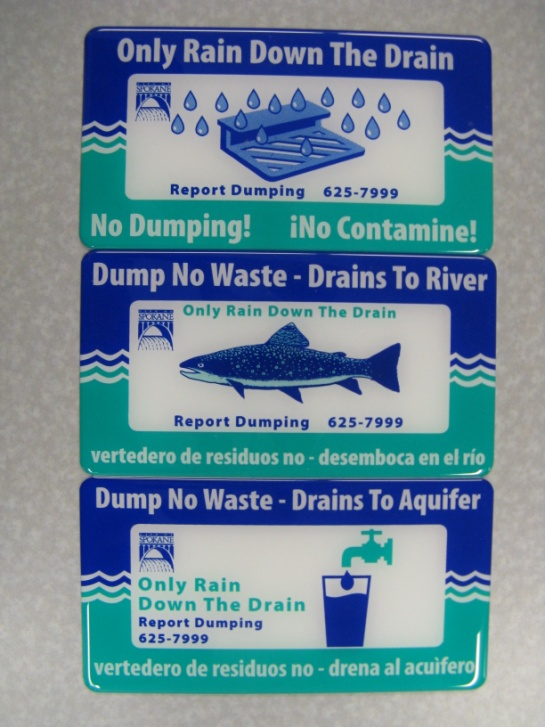 Only Rain Down The Drain
SPOKANE
Report Dumping 625-7999
No Dumping! ¡No Contamine!
Dump No Waste - Drains To River
Only Rain Down The Drain
SPOKANE
Report Dumping 625-7999
vertedero de residuos no - desemboca en el río
Dump No Waste - Drains To Aquifer
SPOKANE
Only Rain
Down The Drain
Report Dumping
625-7999
vertedero de residuos no - drena al acuífero